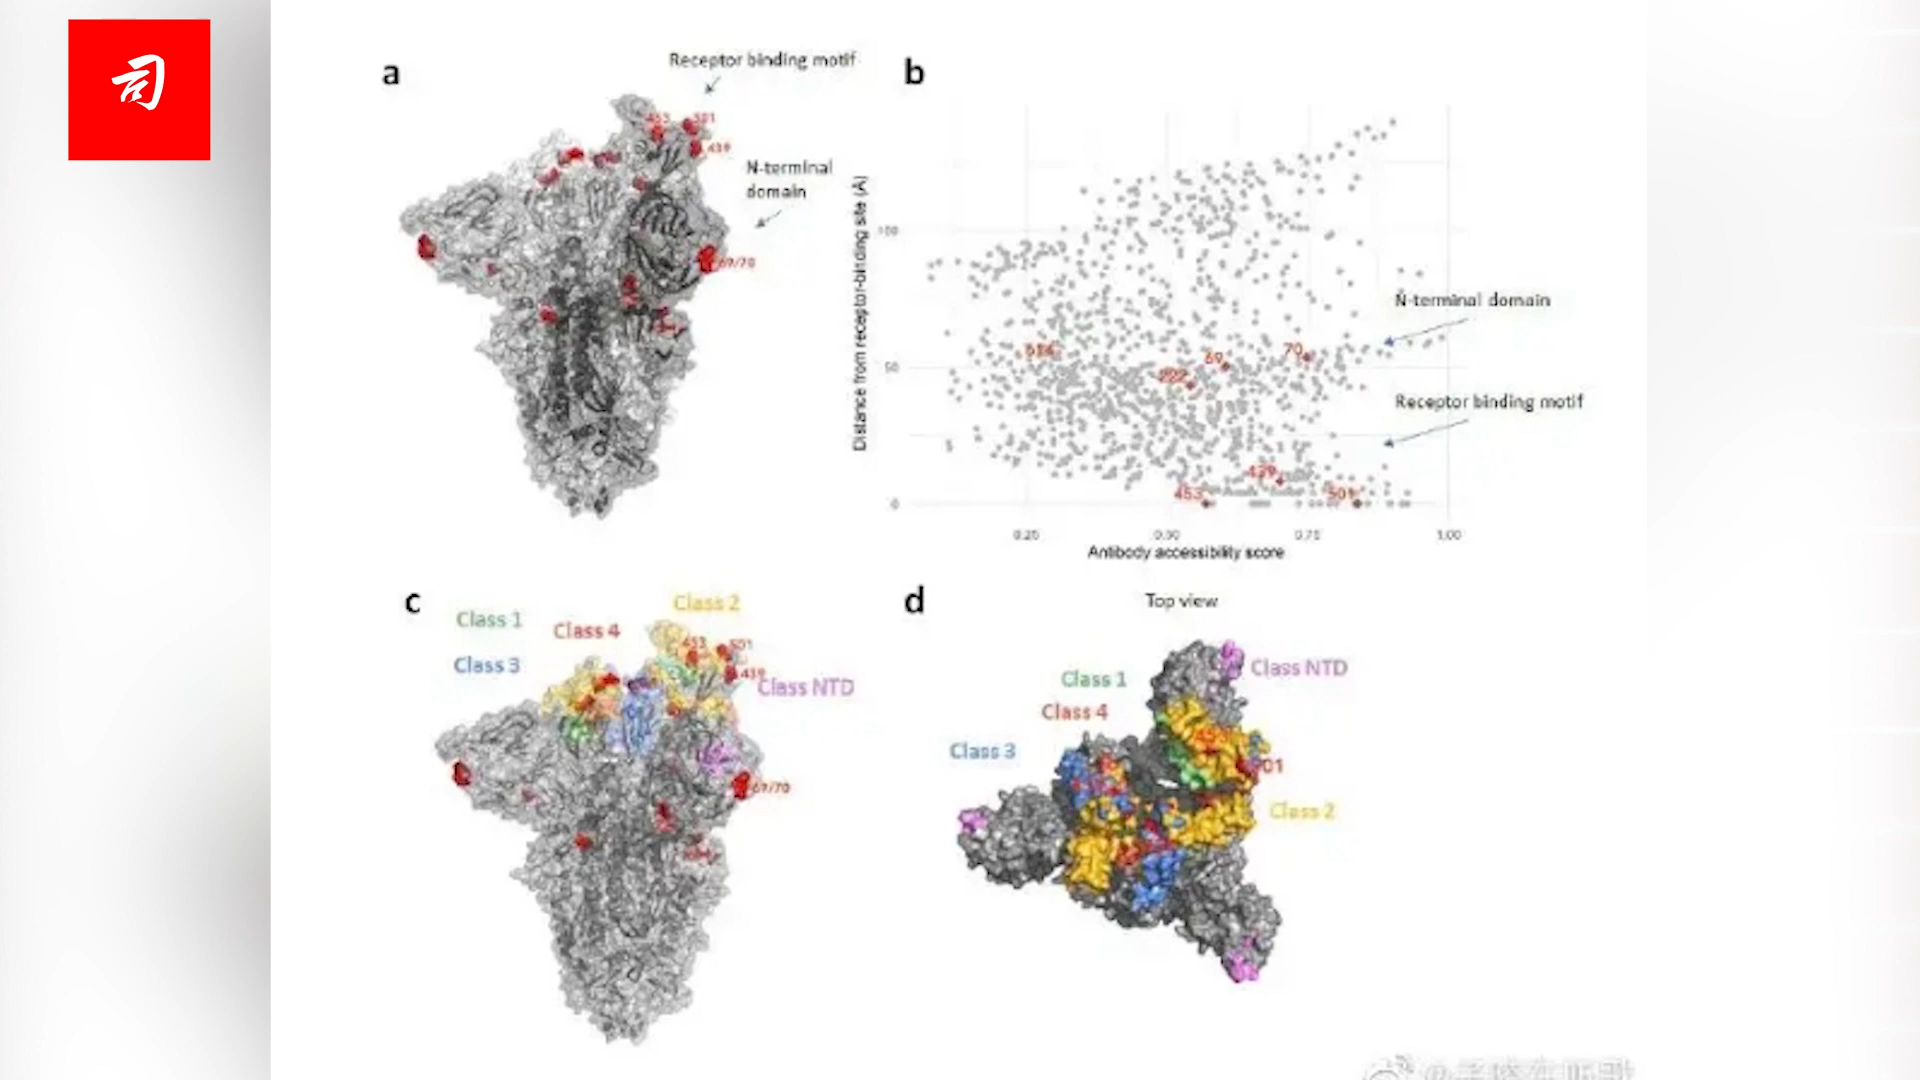 司
a
Receptor binding motif
453
501
439
N-terminal
domain
69/70
b
Distance from receptor-binding site (Å)
100
50
0
614
222
69
70
439
453
501
N-terminal domain
Receptor binding motif
0.25
0.50
0.75
1.00
Antibody accessibility score
c
Class 1
Class 2
Class 4
Class 3
453
501
439
Class NTD
69/70
d
Top view
Class 1
Class NTD
Class 4
Class 3
Class 2